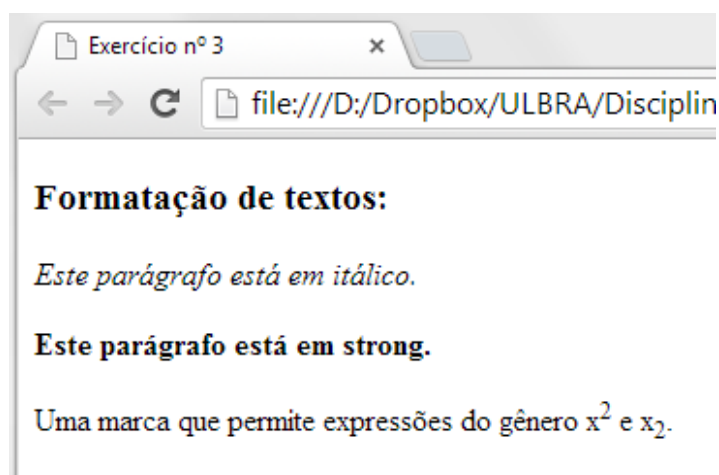 Exercício nº 3
file:///D:/Dropbox/ULBRA/Disciplin
Formatação de textos:
Este parágrafo está em itálico.
Este parágrafo está em strong.
Uma marca que permite expressões do gênero x² e x₂.